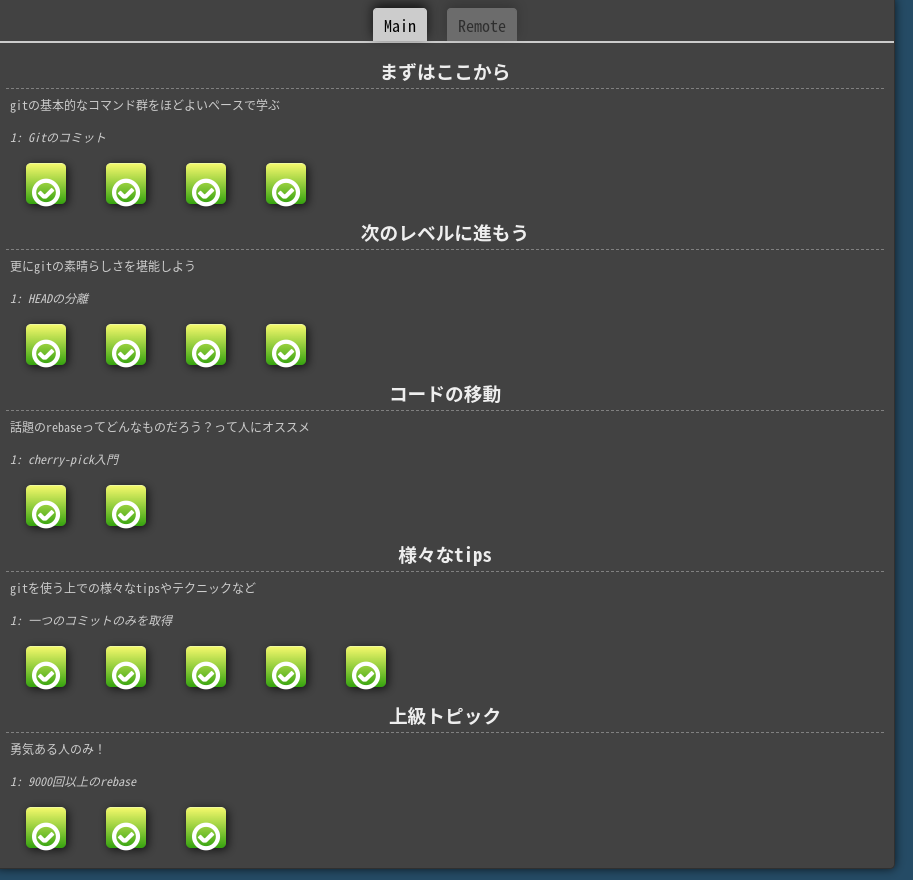 Main Remote
まずはここから
gitの基本的なコマンド群をほどよいペースで学ぶ
1: Gitのコミット
次のレベルに進もう
更にgitの素晴らしさを堪能しよう
1: HEADの分離
コードの移動
話題のrebaseってどんなものだろう？って人にオススメ
1: cherry-pick入門
様々なtips
gitを使う上での様々なtipsやテクニックなど
1: 一つのコミットのみを取得
上級トピック
勇気ある人のみ！
1: 9000回以上のrebase